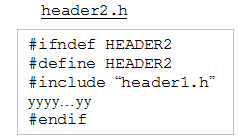 header2.h
#ifndef HEADER2
#define HEADER2
#include “header1.h”
yyyy…yy
#endif